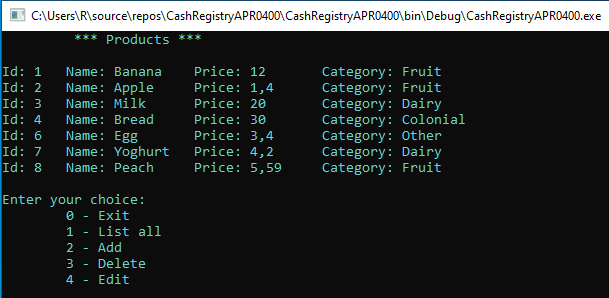 C:\Users\R\source\repos\CashRegistryAPR0400\CashRegistryAPR0400\bin\Debug\CashRegistryAPR0400.exe
*** Products ***
Id: 1 Name: Banana Price: 12 Category: Fruit
Id: 2 Name: Apple Price: 1,4 Category: Fruit
Id: 3 Name: Milk Price: 20 Category: Dairy
Id: 4 Name: Bread Price: 30 Category: Colonial
Id: 6 Name: Egg Price: 3,4 Category: Other
Id: 7 Name: Yoghurt Price: 4,2 Category: Dairy
Id: 8 Name: Peach Price: 5,59 Category: Fruit
Enter your choice:
0 - Exit
1 - List all
2 - Add
3 - Delete
4 - Edit